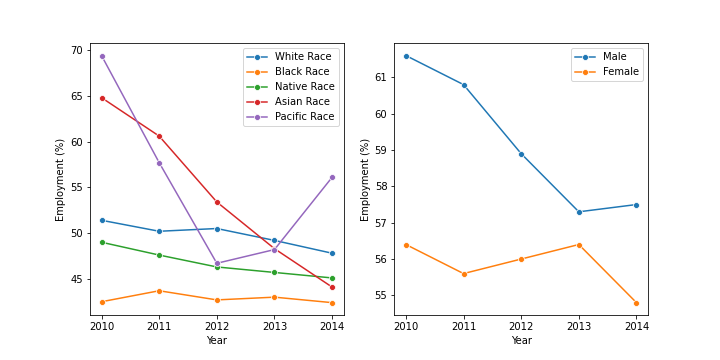 70
65
60
55
50
45
Employment (%)
2010 2011 2012 2013 2014
Year
White Race
Black Race
Native Race
Asian Race
Pacific Race
61
60
59
58
57
56
55
Employment (%)
2010 2011 2012 2013 2014
Year
Male
Female